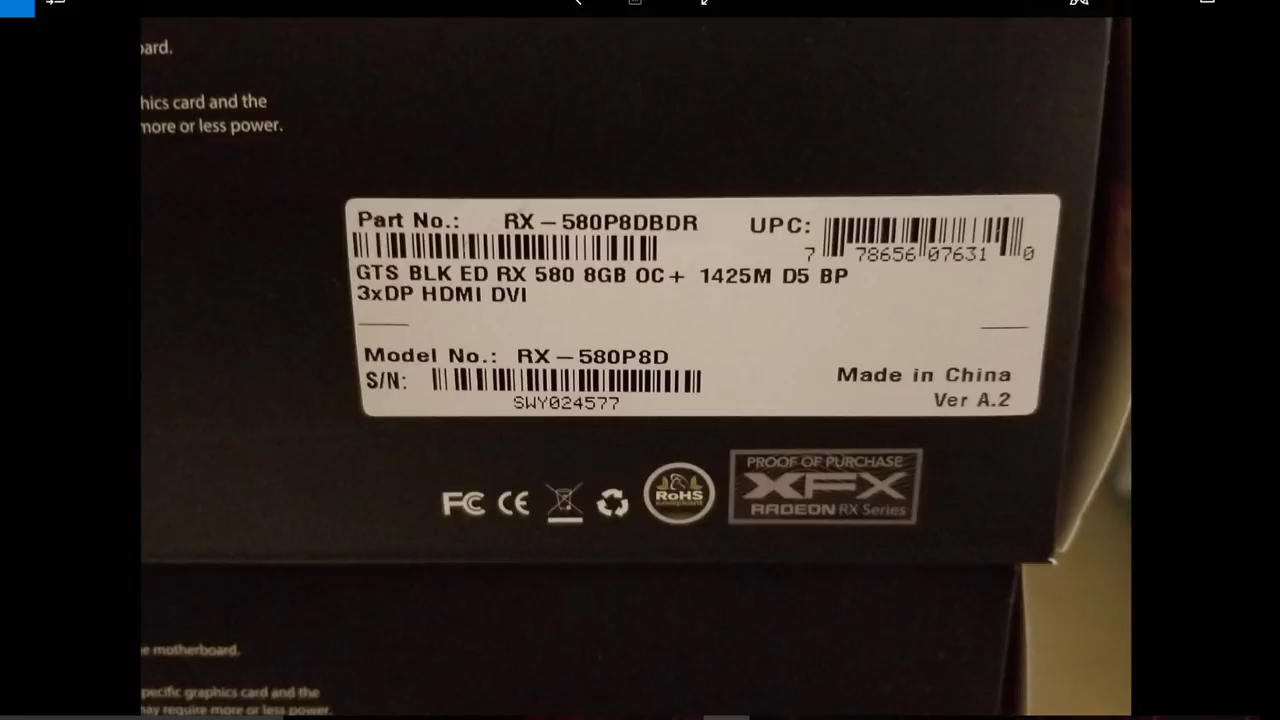 ard.
hics card and the
more or less power.
Part No.: RX-580P8DBDR UPC:
7 78656 07631 0
GTS BLK ED RX 580 8GB OC+ 1425M D5 BP
3xDP HDMI DVI
Model No.: RX-580P8D
S/N:
SWY024577
Made in China
Ver A.2
FC CE
RoHS
compliant
PROOF OF PURCHASE
XFX
RADEON RX Series
e motherboard.
pecific graphics card and the
may require more or less power.